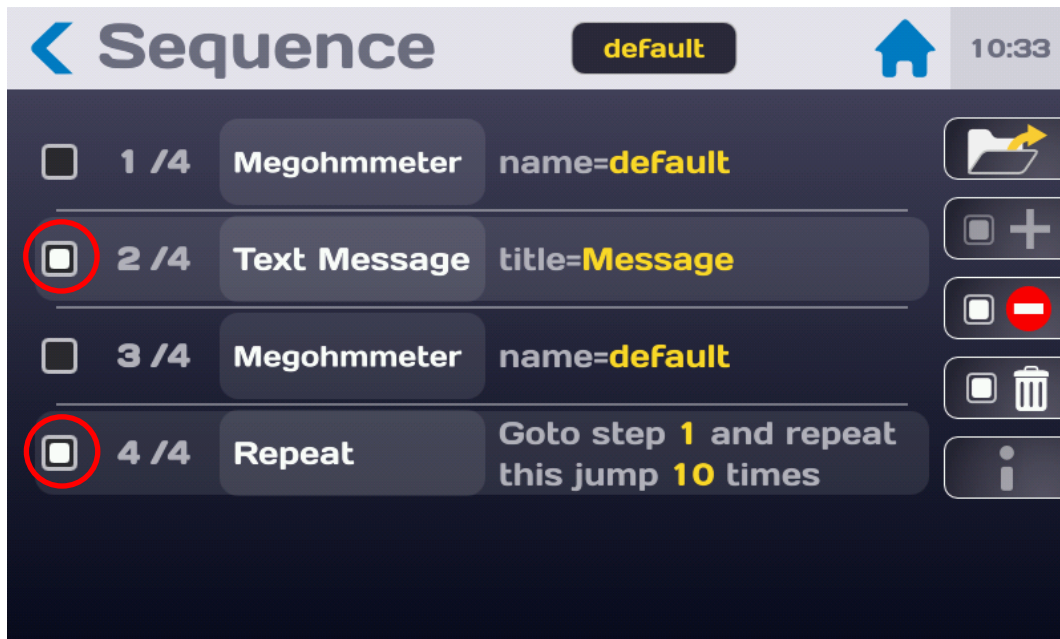 Sequence default 10:33
1 /4 Megohmmeter name=default
2 /4 Text Message title=Message
3 /4 Megohmmeter name=default
4 /4 Repeat Goto step 1 and repeat
this jump 10 times